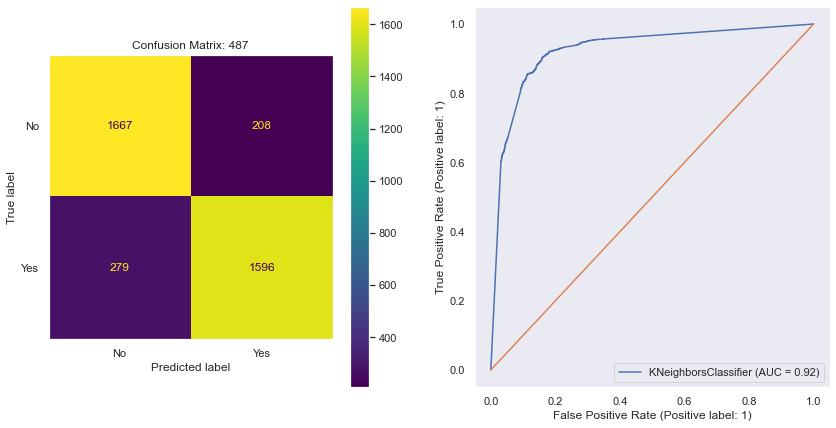 Confusion Matrix: 487
True label
No
Yes
1667
208
279
1596
No
Yes
Predicted label
1600
1400
1200
1000
800
600
400
True Positive Rate (Positive label: 1)
1.0
0.8
0.6
0.4
0.2
0.0
KNeighborsClassifier (AUC = 0.92)
0.0
0.2
0.4
0.6
0.8
1.0
False Positive Rate (Positive label: 1)